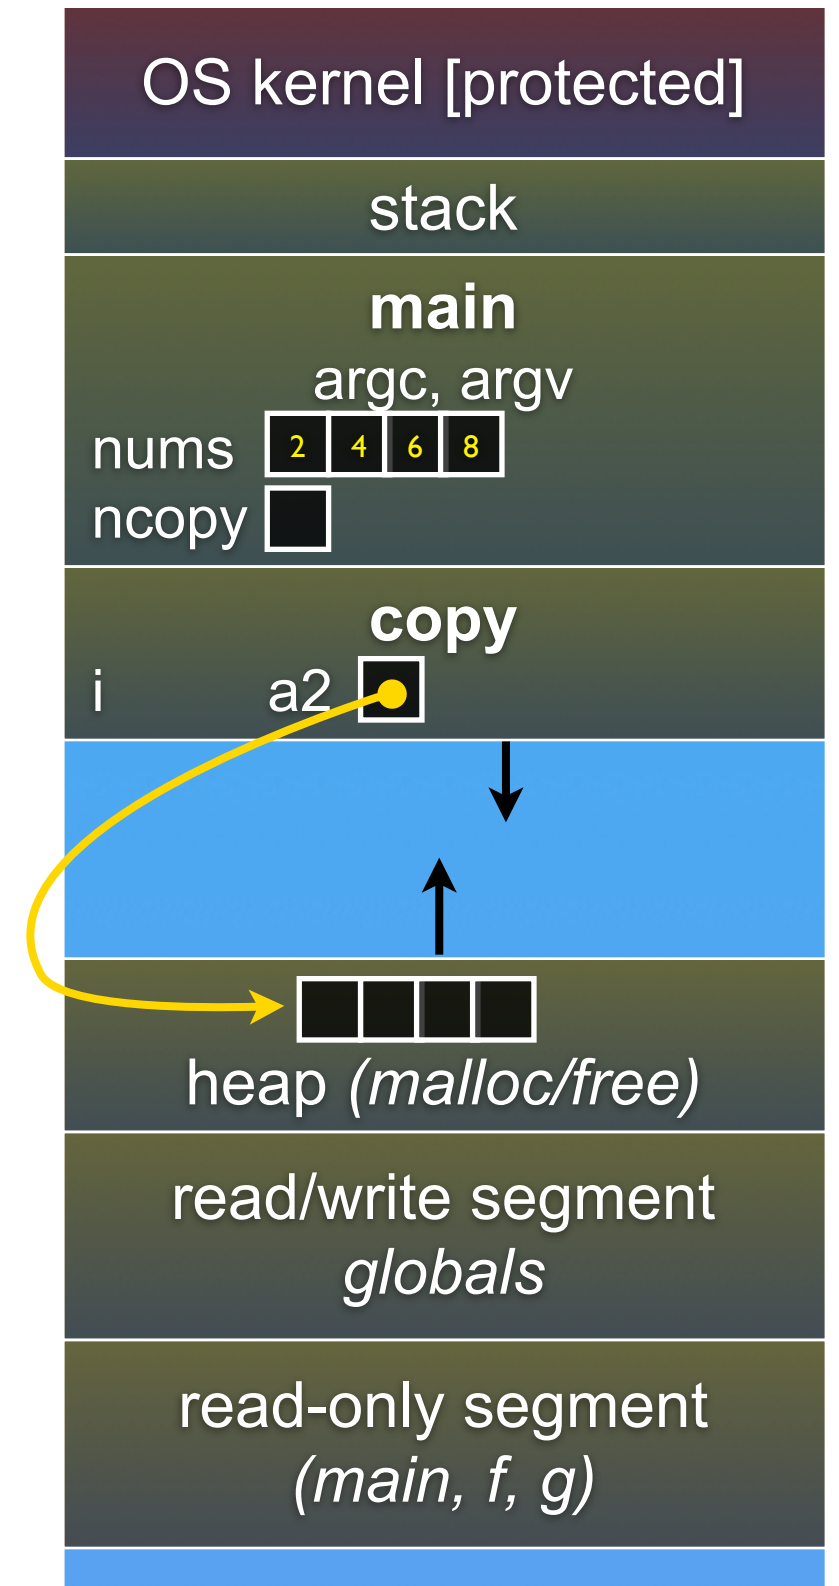 OS kernel [protected]
stack
main
argc, argv
nums 2 4 6 8
ncopy
copy
i a2
heap (malloc/free)
read/write segment
globals
read-only segment
(main, f, g)